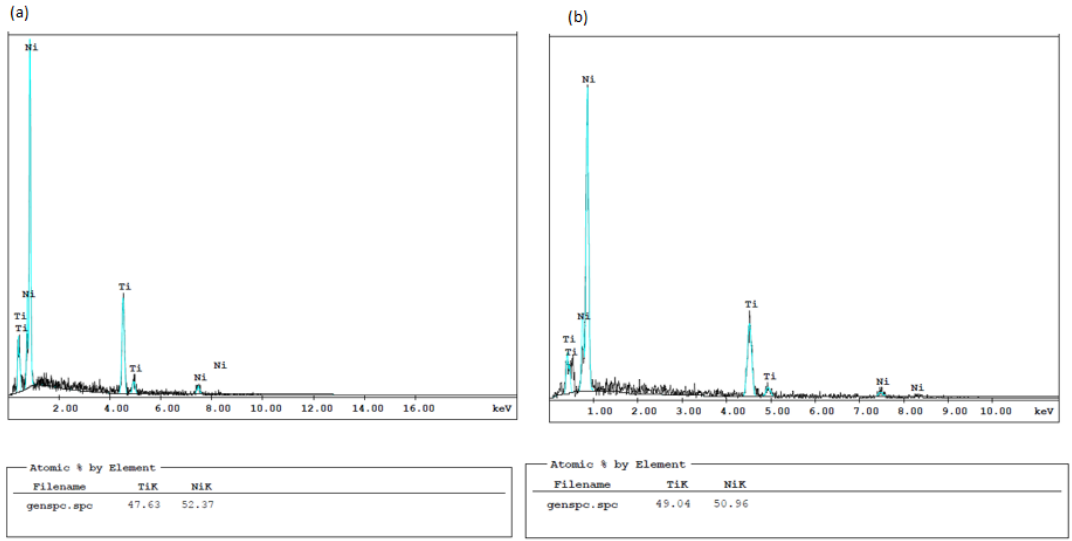 (a)
(b)
Ni
Ni
Ti
Ti
Ti
Ti
Ni
Ni
2.00 4.00 6.00 8.00 10.00 12.00 14.00 16.00 keV
Ni
Ni
Ti
Ti
Ti
Ti
Ni
Ni
1.00 2.00 3.00 4.00 5.00 6.00 7.00 8.00 9.00 10.00 keV
Atomic % by Element
Filename TiK NiK
genspc.spc 47.63 52.37
Atomic % by Element
Filename TiK NiK
genspc.spc 49.04 50.96